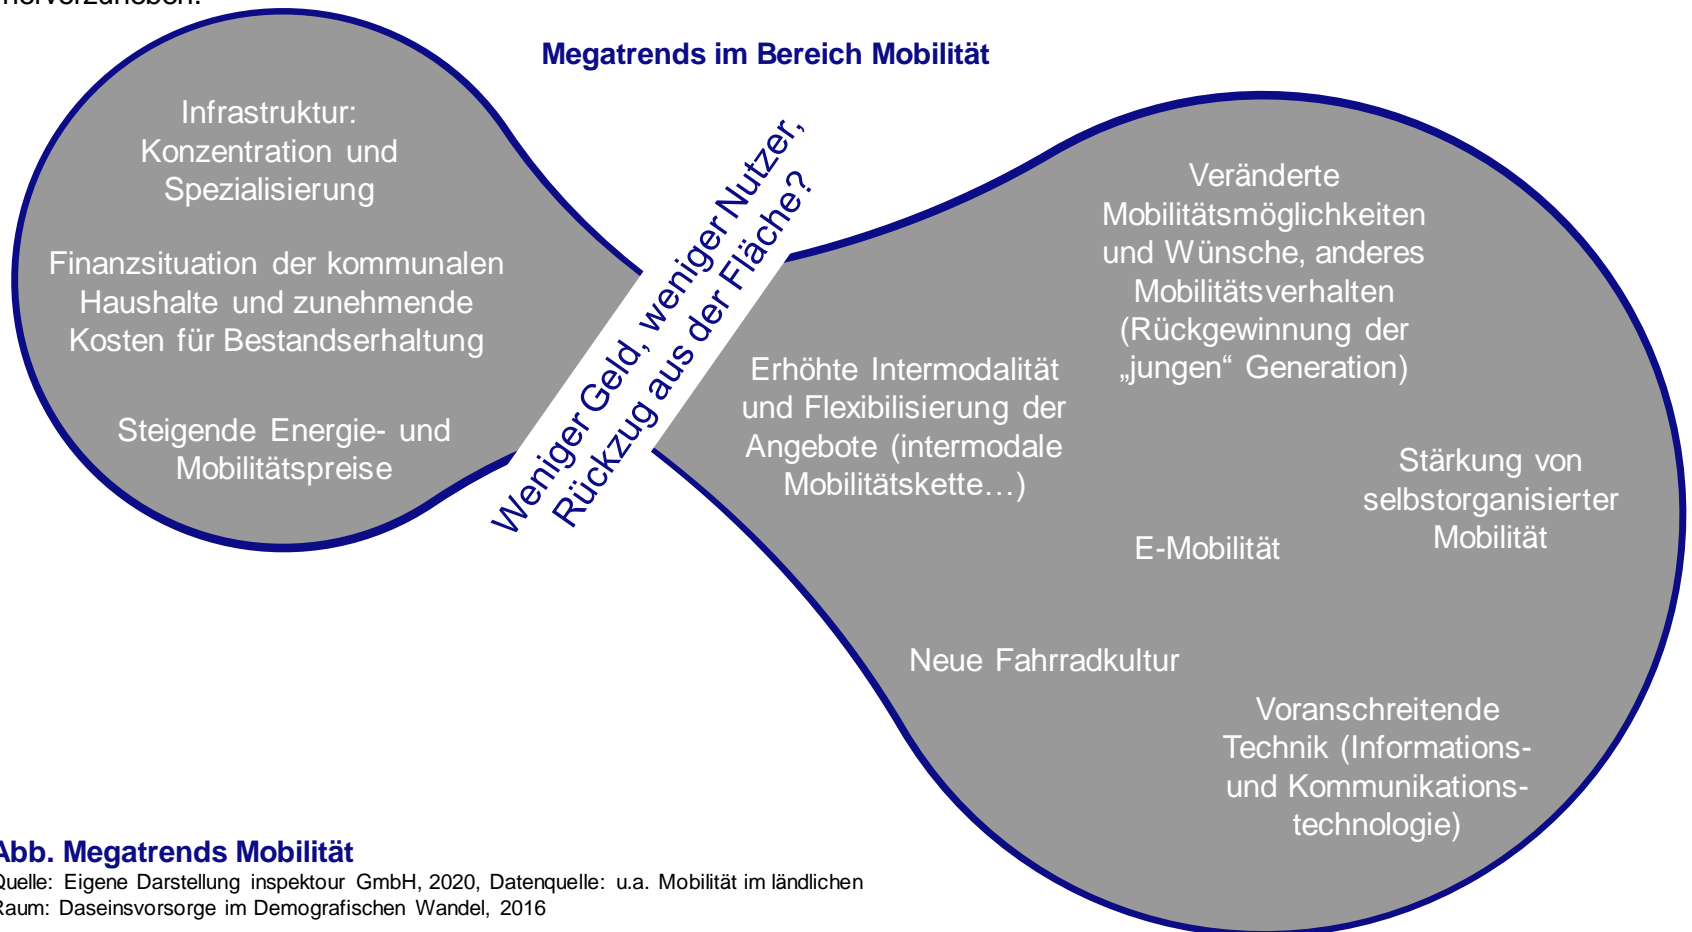 hervorzuheben.
Megatrends im Bereich Mobilität
Infrastruktur:
Konzentration und
Spezialisierung
Finanzsituation der kommunalen
Haushalte und zunehmende
Kosten für Bestandserhaltung
Steigende Energie- und
Mobilitätspreise
Weniger Geld, weniger Nutzer,
Rückzug aus der Fläche?
Erhöhte Intermodalität
und Flexibilisierung der
Angebote (intermodale
Mobilitätskette…)
Veränderte
Mobilitätsmöglichkeiten
und Wünsche, anderes
Mobilitätsverhalten
(Rückgewinnung der
„jungen“ Generation)
Stärkung von
selbstorganisierter
Mobilität
E-Mobilität
Neue Fahrradkultur
Voranschreitende
Technik (Informations-
und Kommunikations-
technologie)
Abb. Megatrends Mobilität
Quelle: Eigene Darstellung inspektour GmbH, 2020, Datenquelle: u.a. Mobilität im ländlichen
Raum: Daseinsvorsorge im Demografischen Wandel, 2016